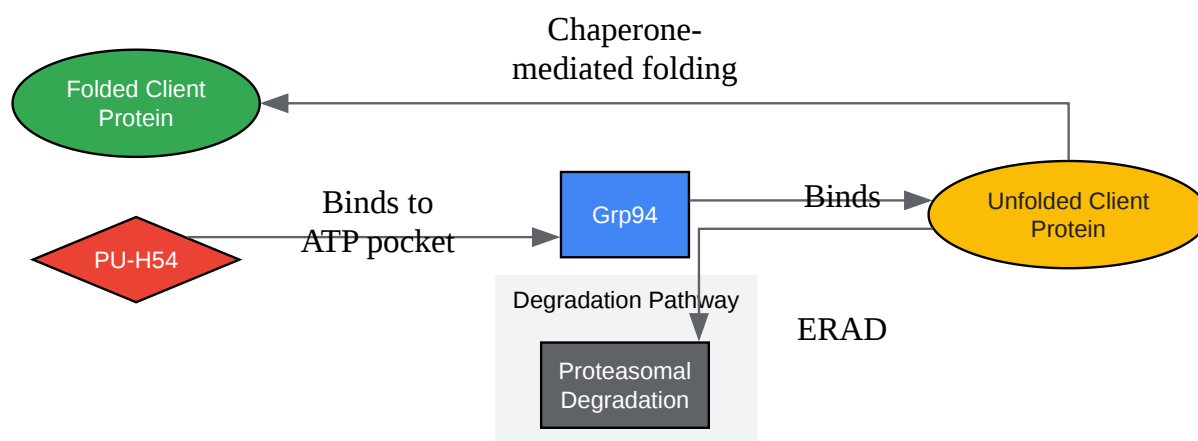 Chaperone-
mediated folding
Folded Client
Protein
Binds to
ATP pocket
PU-H54
Grp94
Binds
Unfolded Client
Protein
Degradation Pathway
ERAD
Proteasomal
Degradation